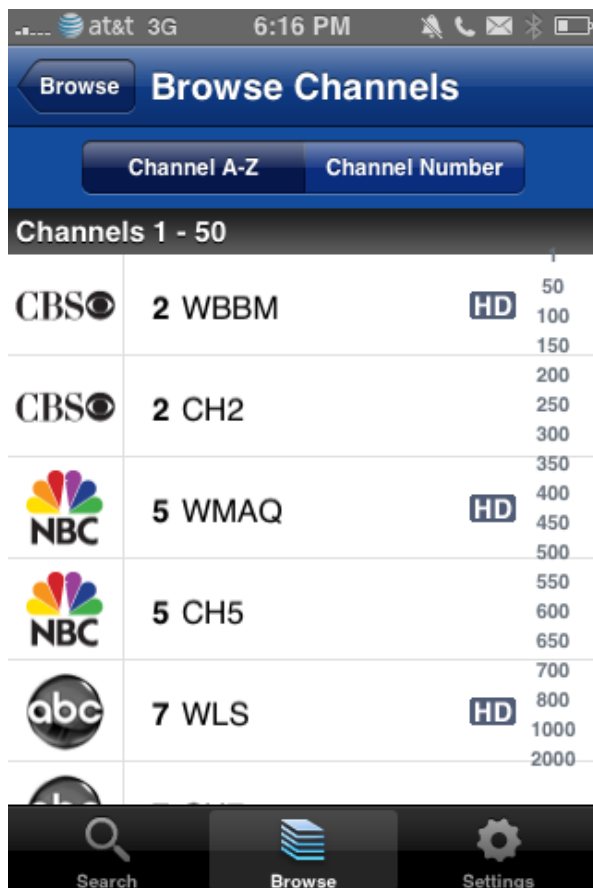 at&t 3G 6:16 PM
Browse Browse Channels
Channel A-Z Channel Number
Channels 1 - 50
CBS 2 WBBM HD
CBS 2 CH2
NBC 5 WMAQ HD
NBC 5 CH5
abc 7 WLS HD
1
50
100
150
200
250
300
350
400
450
500
550
600
650
700
800
1000
2000
Search Browse Settings